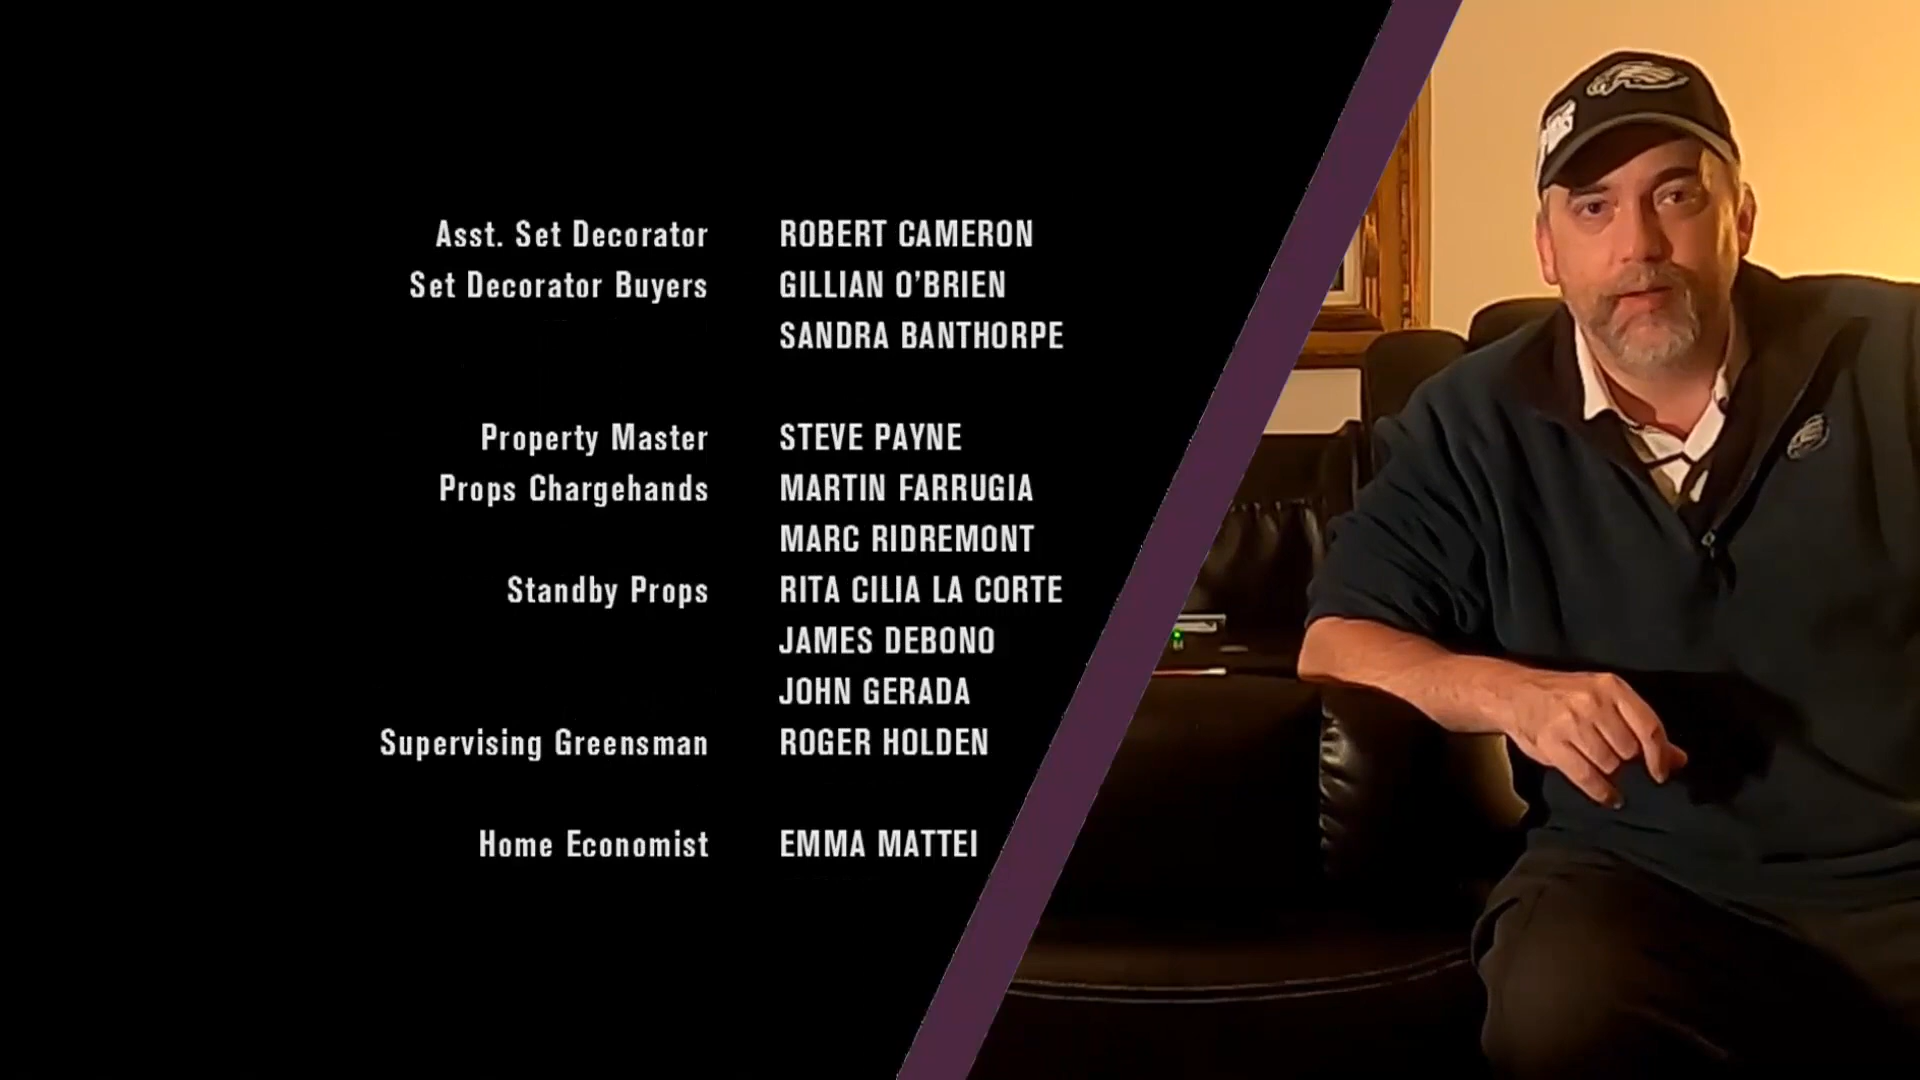 Asst. Set Decorator ROBERT CAMERON
Set Decorator Buyers GILLIAN O’BRIEN
SANDRA BANTHORPE
Property Master STEVE PAYNE
Props Chargehands MARTIN FARRUGIA
MARC RIDREMONT
Standby Props RITA CILIA LA CORTE
JAMES DEBONO
JOHN GERADA
Supervising Greensman ROGER HOLDEN
Home Economist EMMA MATTEI